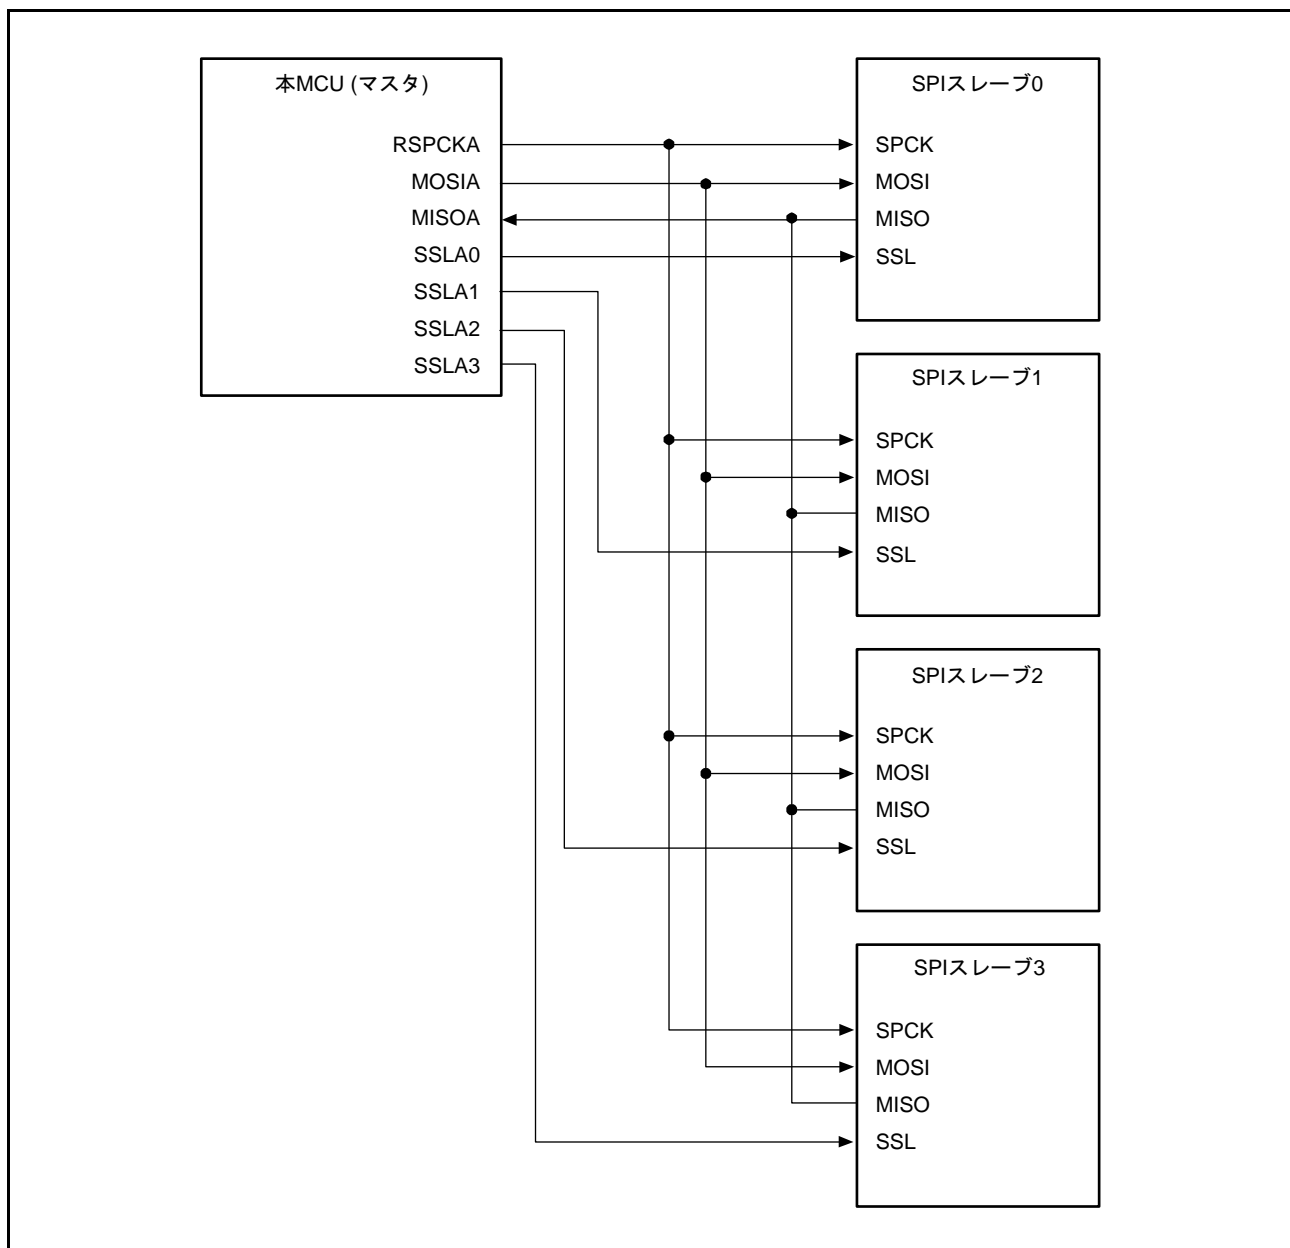 本MCU (マスタ)
RSPCKA
MOSIA
MISOA
SSLA0
SSLA1
SSLA2
SSLA3
SPIスレーブ0
SPCK
MOSI
MISO
SSL
SPIスレーブ1
SPCK
MOSI
MISO
SSL
SPIスレーブ2
SPCK
MOSI
MISO
SSL
SPIスレーブ3
SPCK
MOSI
MISO
SSL